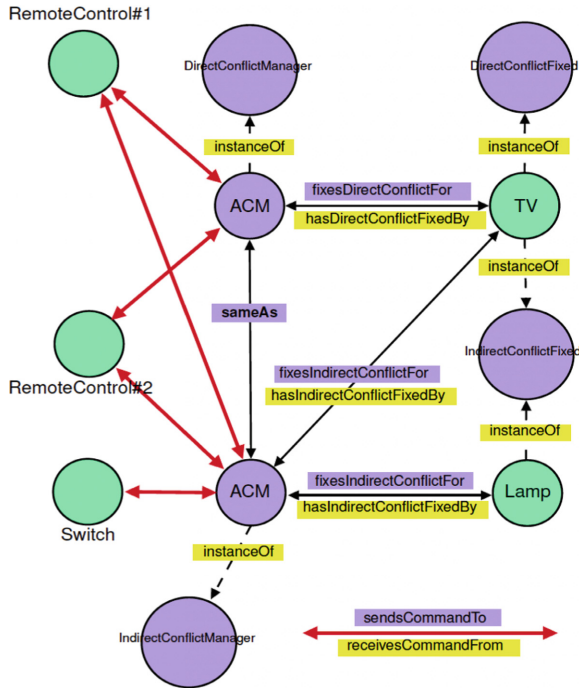 RemoteControl#1
DirectConflictManager
DirectConflictFixed
instanceOf
instanceOf
ACM
fixesDirectConflictFor
hasDirectConflictFixedBy
TV
instanceOf
sameAs
RemoteControl#2
fixesIndirectConflictFor
hasIndirectConflictFixedBy
IndirectConflictFixed
instanceOf
ACM
fixesIndirectConflictFor
hasIndirectConflictFixedBy
Lamp
Switch
instanceOf
IndirectConflictManager
sendsCommandTo
receivesCommandFrom